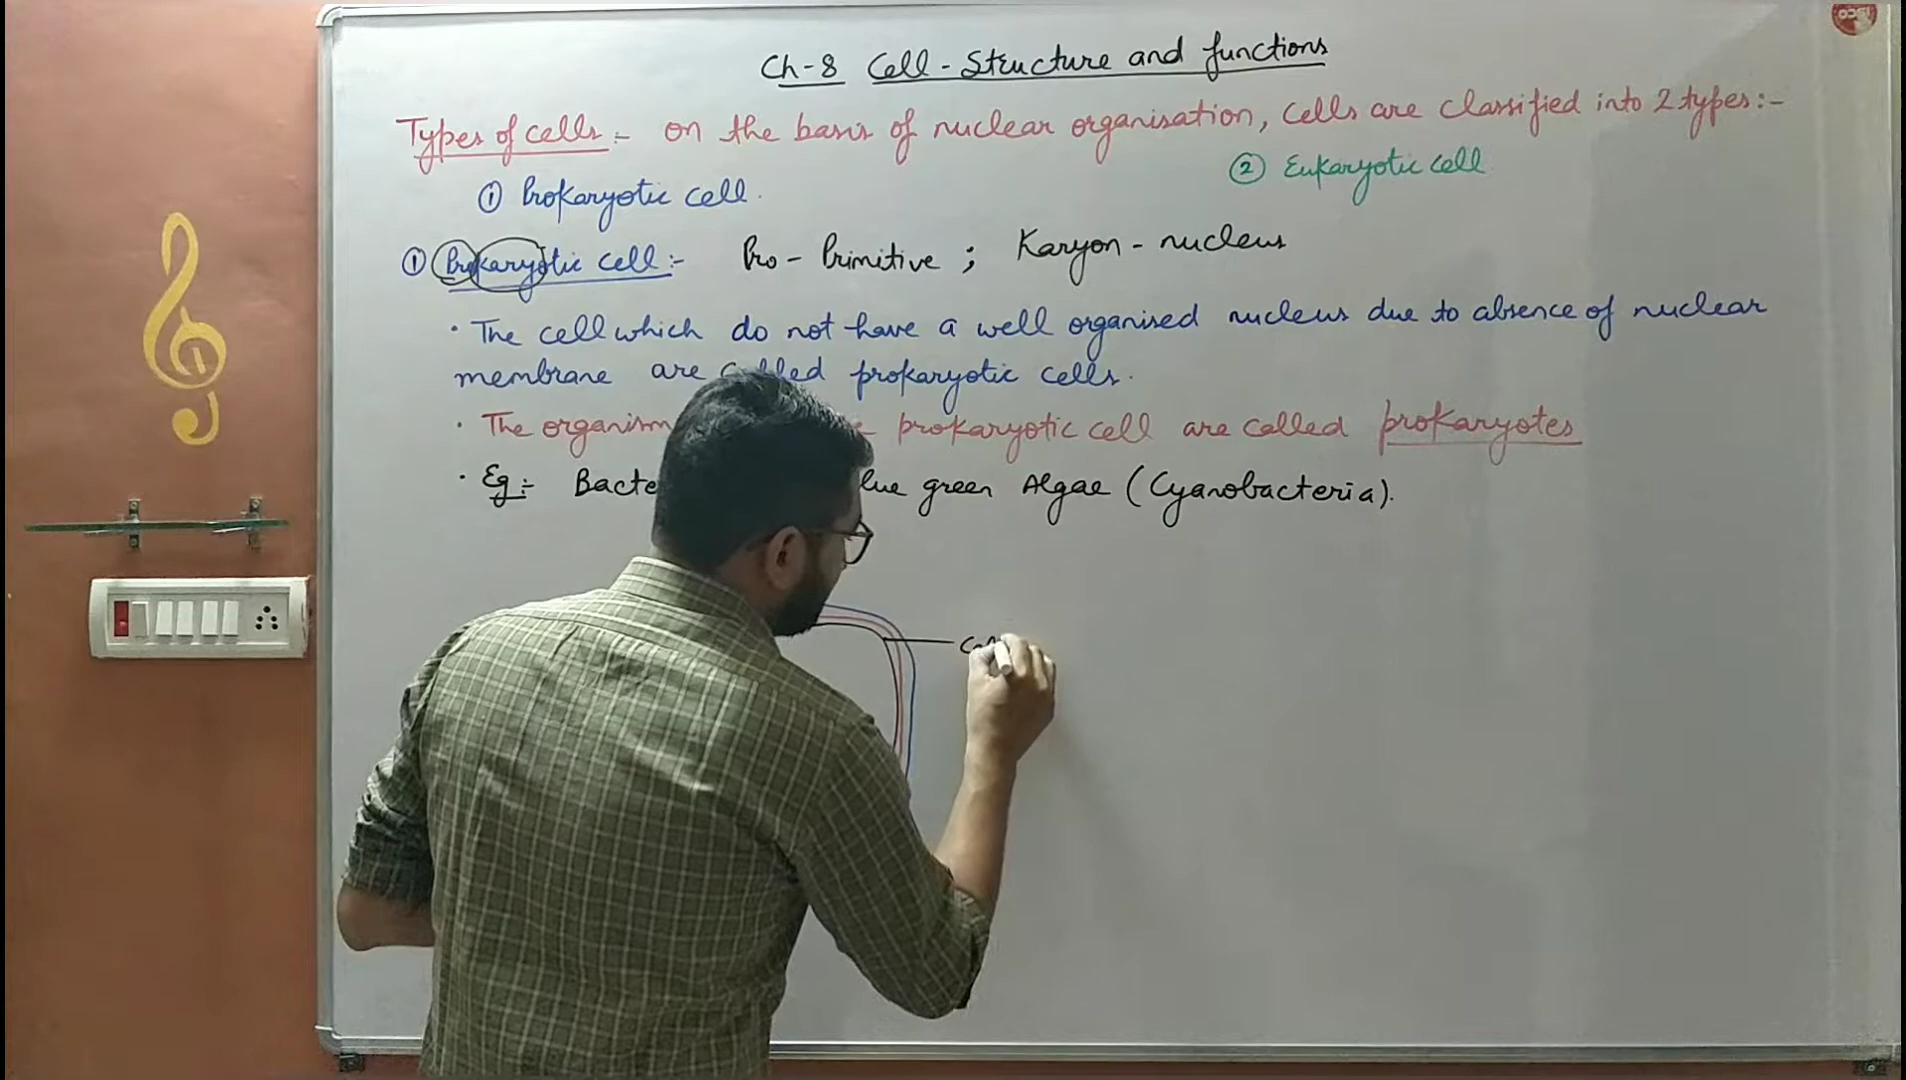 Ch-8 Cell - Structure and functions
Types of cells :- on the basis of nuclear organisation, cells are classified into 2 types :-
① Prokaryotic cell.
② Eukaryotic cell
① Prokaryotic cell :- Pro - Primitive ; Karyon - nucleus
· The cell which do not have a well organised nucleus due to absence of nuclear
membrane are called prokaryotic cells.
· The organism prokaryotic cell are called prokaryotes
· Eg :- green Algae (Cyanobacteria).